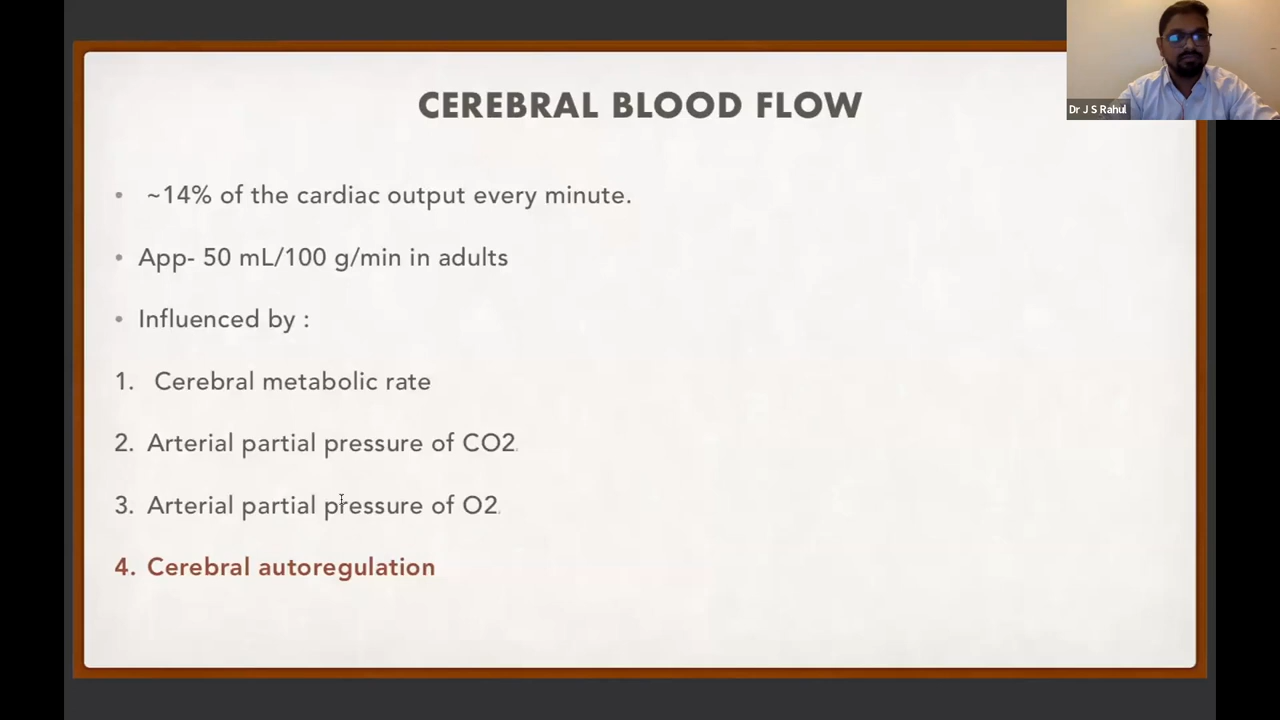 CEREBRAL BLOOD FLOW
Dr J S Rahul
• ~14% of the cardiac output every minute.
• App- 50 mL/100 g/min in adults
• Influenced by :
1. Cerebral metabolic rate
2. Arterial partial pressure of CO2.
3. Arterial partial pressure of O2.
4. Cerebral autoregulation